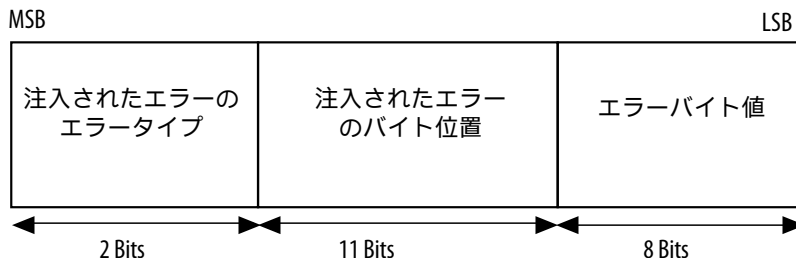 MSB
LSB
注入されたエラーの
エラータイプ
注入されたエラー
のバイト位置
エラーバイト値
2 Bits
11 Bits
8 Bits